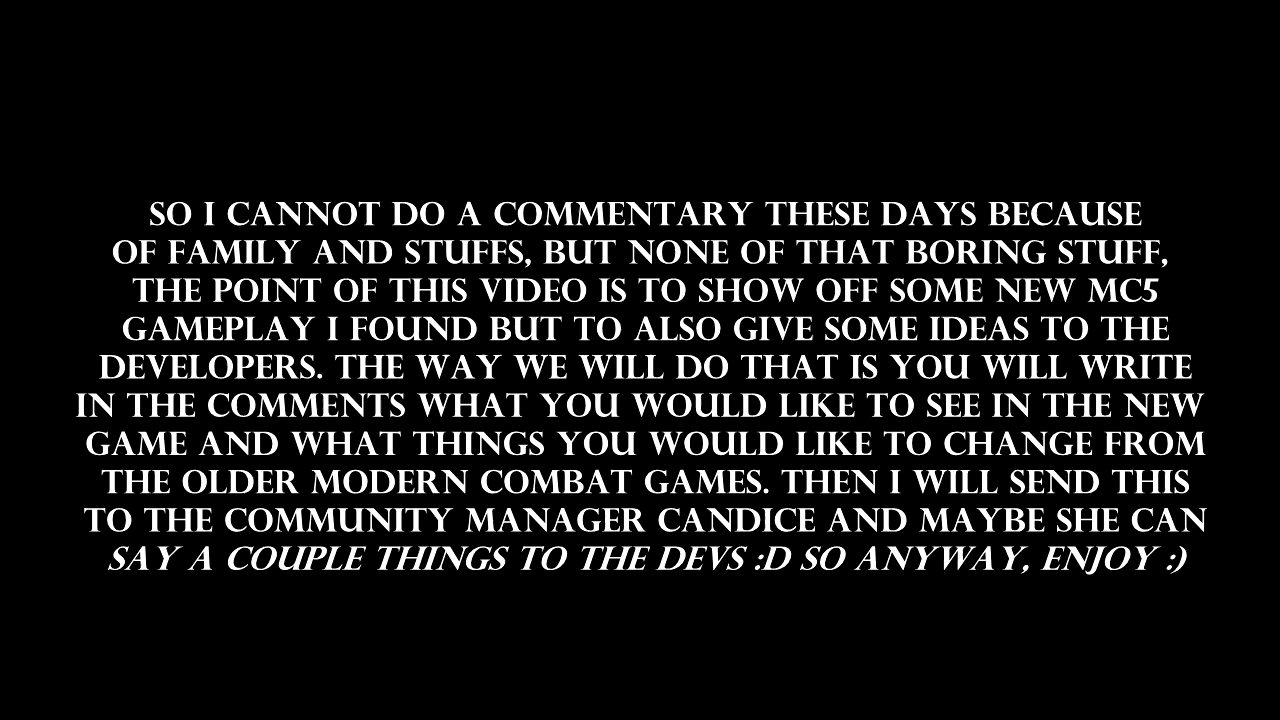 SO I CANNOT DO A COMMENTARY THESE DAYS BECAUSE
OF FAMILY AND STUFFS, BUT NONE OF THAT BORING STUFF,
THE POINT OF THIS VIDEO IS TO SHOW OFF SOME NEW MC5
GAMEPLAY I FOUND BUT TO ALSO GIVE SOME IDEAS TO THE
DEVELOPERS. THE WAY WE WILL DO THAT IS YOU WILL WRITE
IN THE COMMENTS WHAT YOU WOULD LIKE TO SEE IN THE NEW
GAME AND WHAT THINGS YOU WOULD LIKE TO CHANGE FROM
THE OLDER MODERN COMBAT GAMES. THEN I WILL SEND THIS
TO THE COMMUNITY MANAGER CANDICE AND MAYBE SHE CAN
SAY A COUPLE THINGS TO THE DEVS :D SO ANYWAY, ENJOY :)